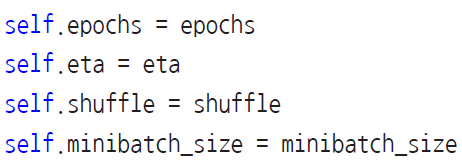 self.epochs = epochs
self.eta = eta
self.shuffle = shuffle
self.minibatch_size = minibatch_size